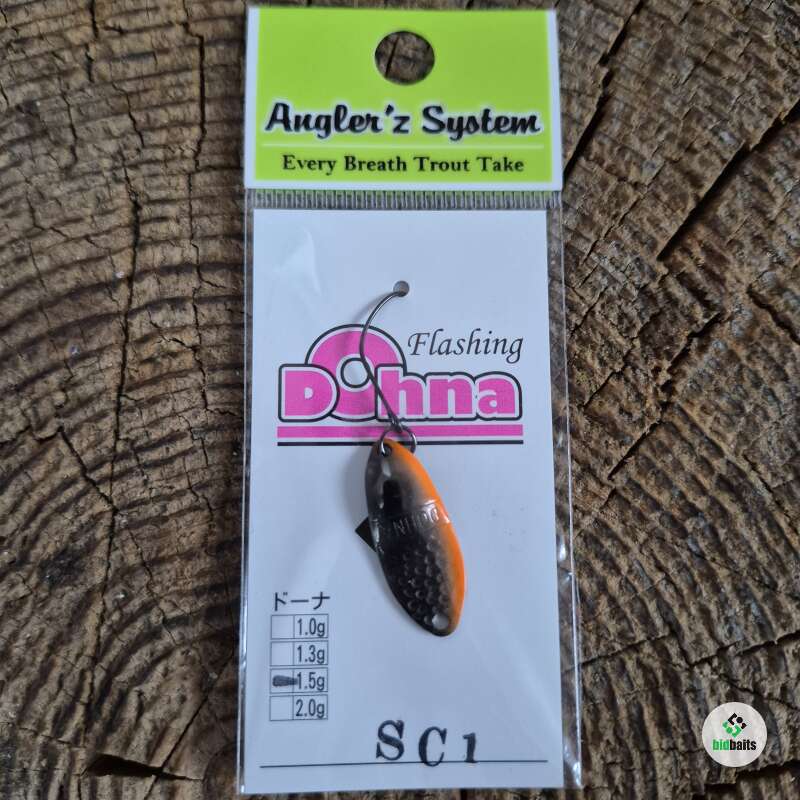 Angler'z System
Every Breath Trout Take
Flashing
Dohna
ドーナ
1.0g
1.3g
1.5g
2.0g
SC1
bidbaits